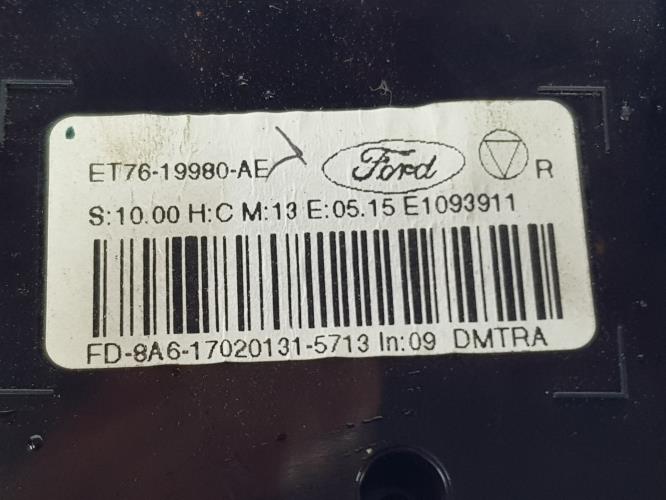 ET76-19980-AE Ford R
S:10.00 H:C M:13 E:05.15 E1093911
FD-8A6-17020131-5713 In:09 DMTRA